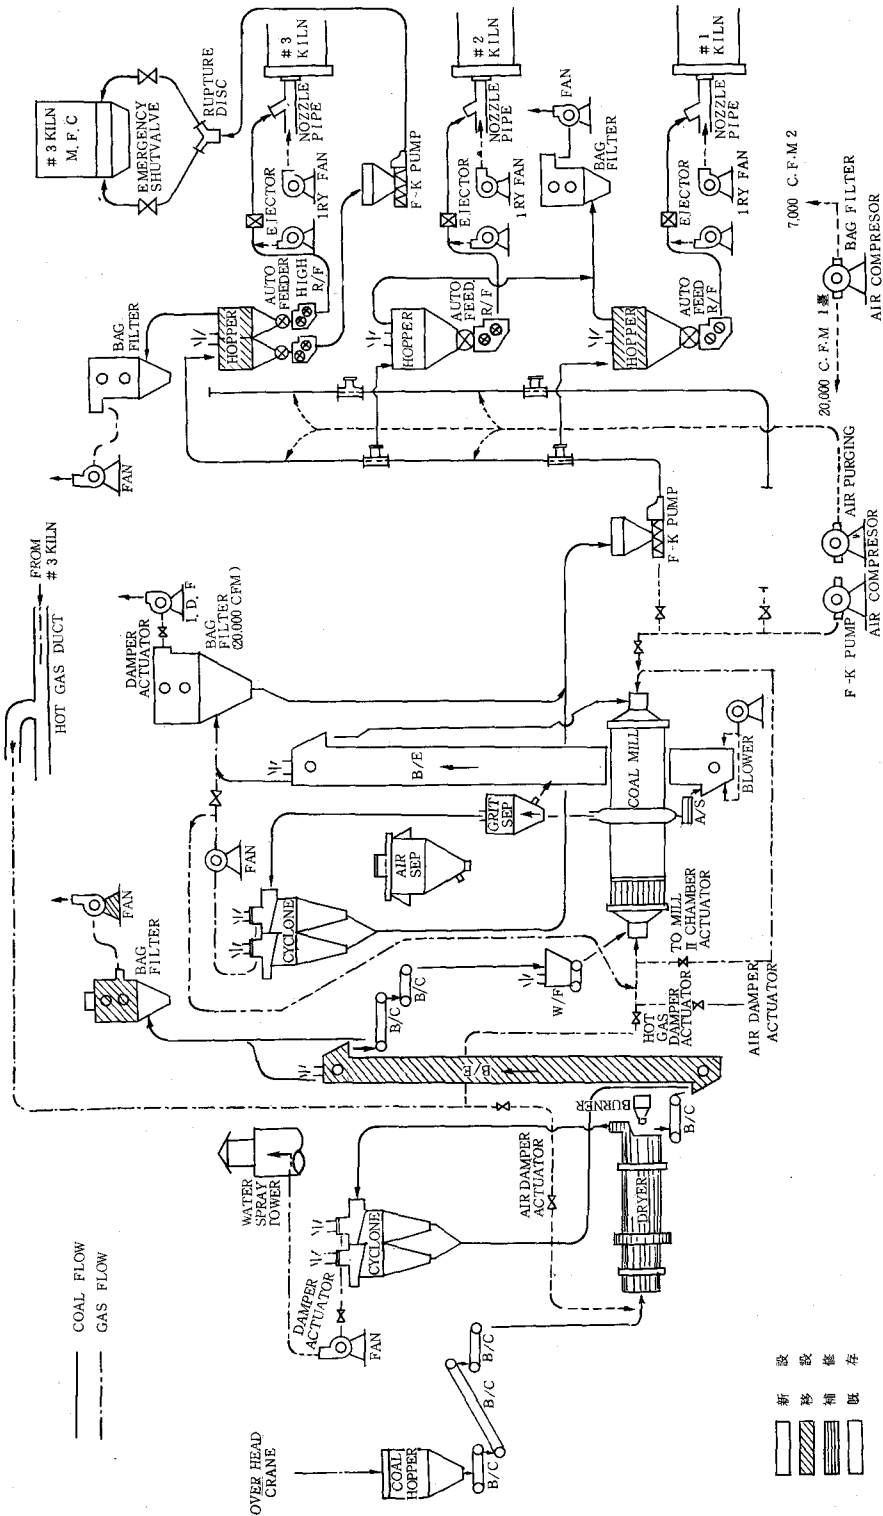 COAL FLOW
GAS FLOW
新設
移設
補修
既存
OVER HEAD
CRANE
COAL
HOPPER
B/C
B/C
B/C
FAN
DAMPER
ACTUATOR
CYCLONE
WATER
SPRAY
TOWER
AIR DAMPER
ACTUATOR
DRYER
BURNER
B/C
B/E
BAG
FILTER
FAN
B/C
B/C
W/F
HOT
GAS
DAMPER
ACTUATOR
AIR DAMPER
ACTUATOR
TO MILL
II CHAMBER
ACTUATOR
CYCLONE
FAN
AIR
SEP
GRIT
SEP
B/E
COAL MILL
A/S
BLOWER
HOT GAS DUCT
FROM
# 3 KILN
DAMPER
ACTUATOR
BAG
FILTER
(20.000 CFM)
I. D. F
F-K PUMP
F-K PUMP
AIR COMPRESOR
AIR PURGING
FAN
BAG
FILTER
HOPPER
AUTO
FEEDER
HIGH
R/F
HOPPER
AUTO
FEED
R/F
HOPPER
AUTO
FEED
R/F
# 3 KILN
M. F. C
EMERGENCY
SHUTVALVE
RUPTURE
DISC
EJECTOR
1RY FAN
NOZZLE
PIPE
# 3
KILN
F-K PUMP
EJECTOR
1RY FAN
NOZZLE
PIPE
# 2
KILN
BAG
FILTER
FAN
EJECTOR
1RY FAN
NOZZLE
PIPE
# 1
KILN
7,000 C. F. M 2
20,000 C. F. M 1臺
BAG FILTER
AIR COMPRESOR